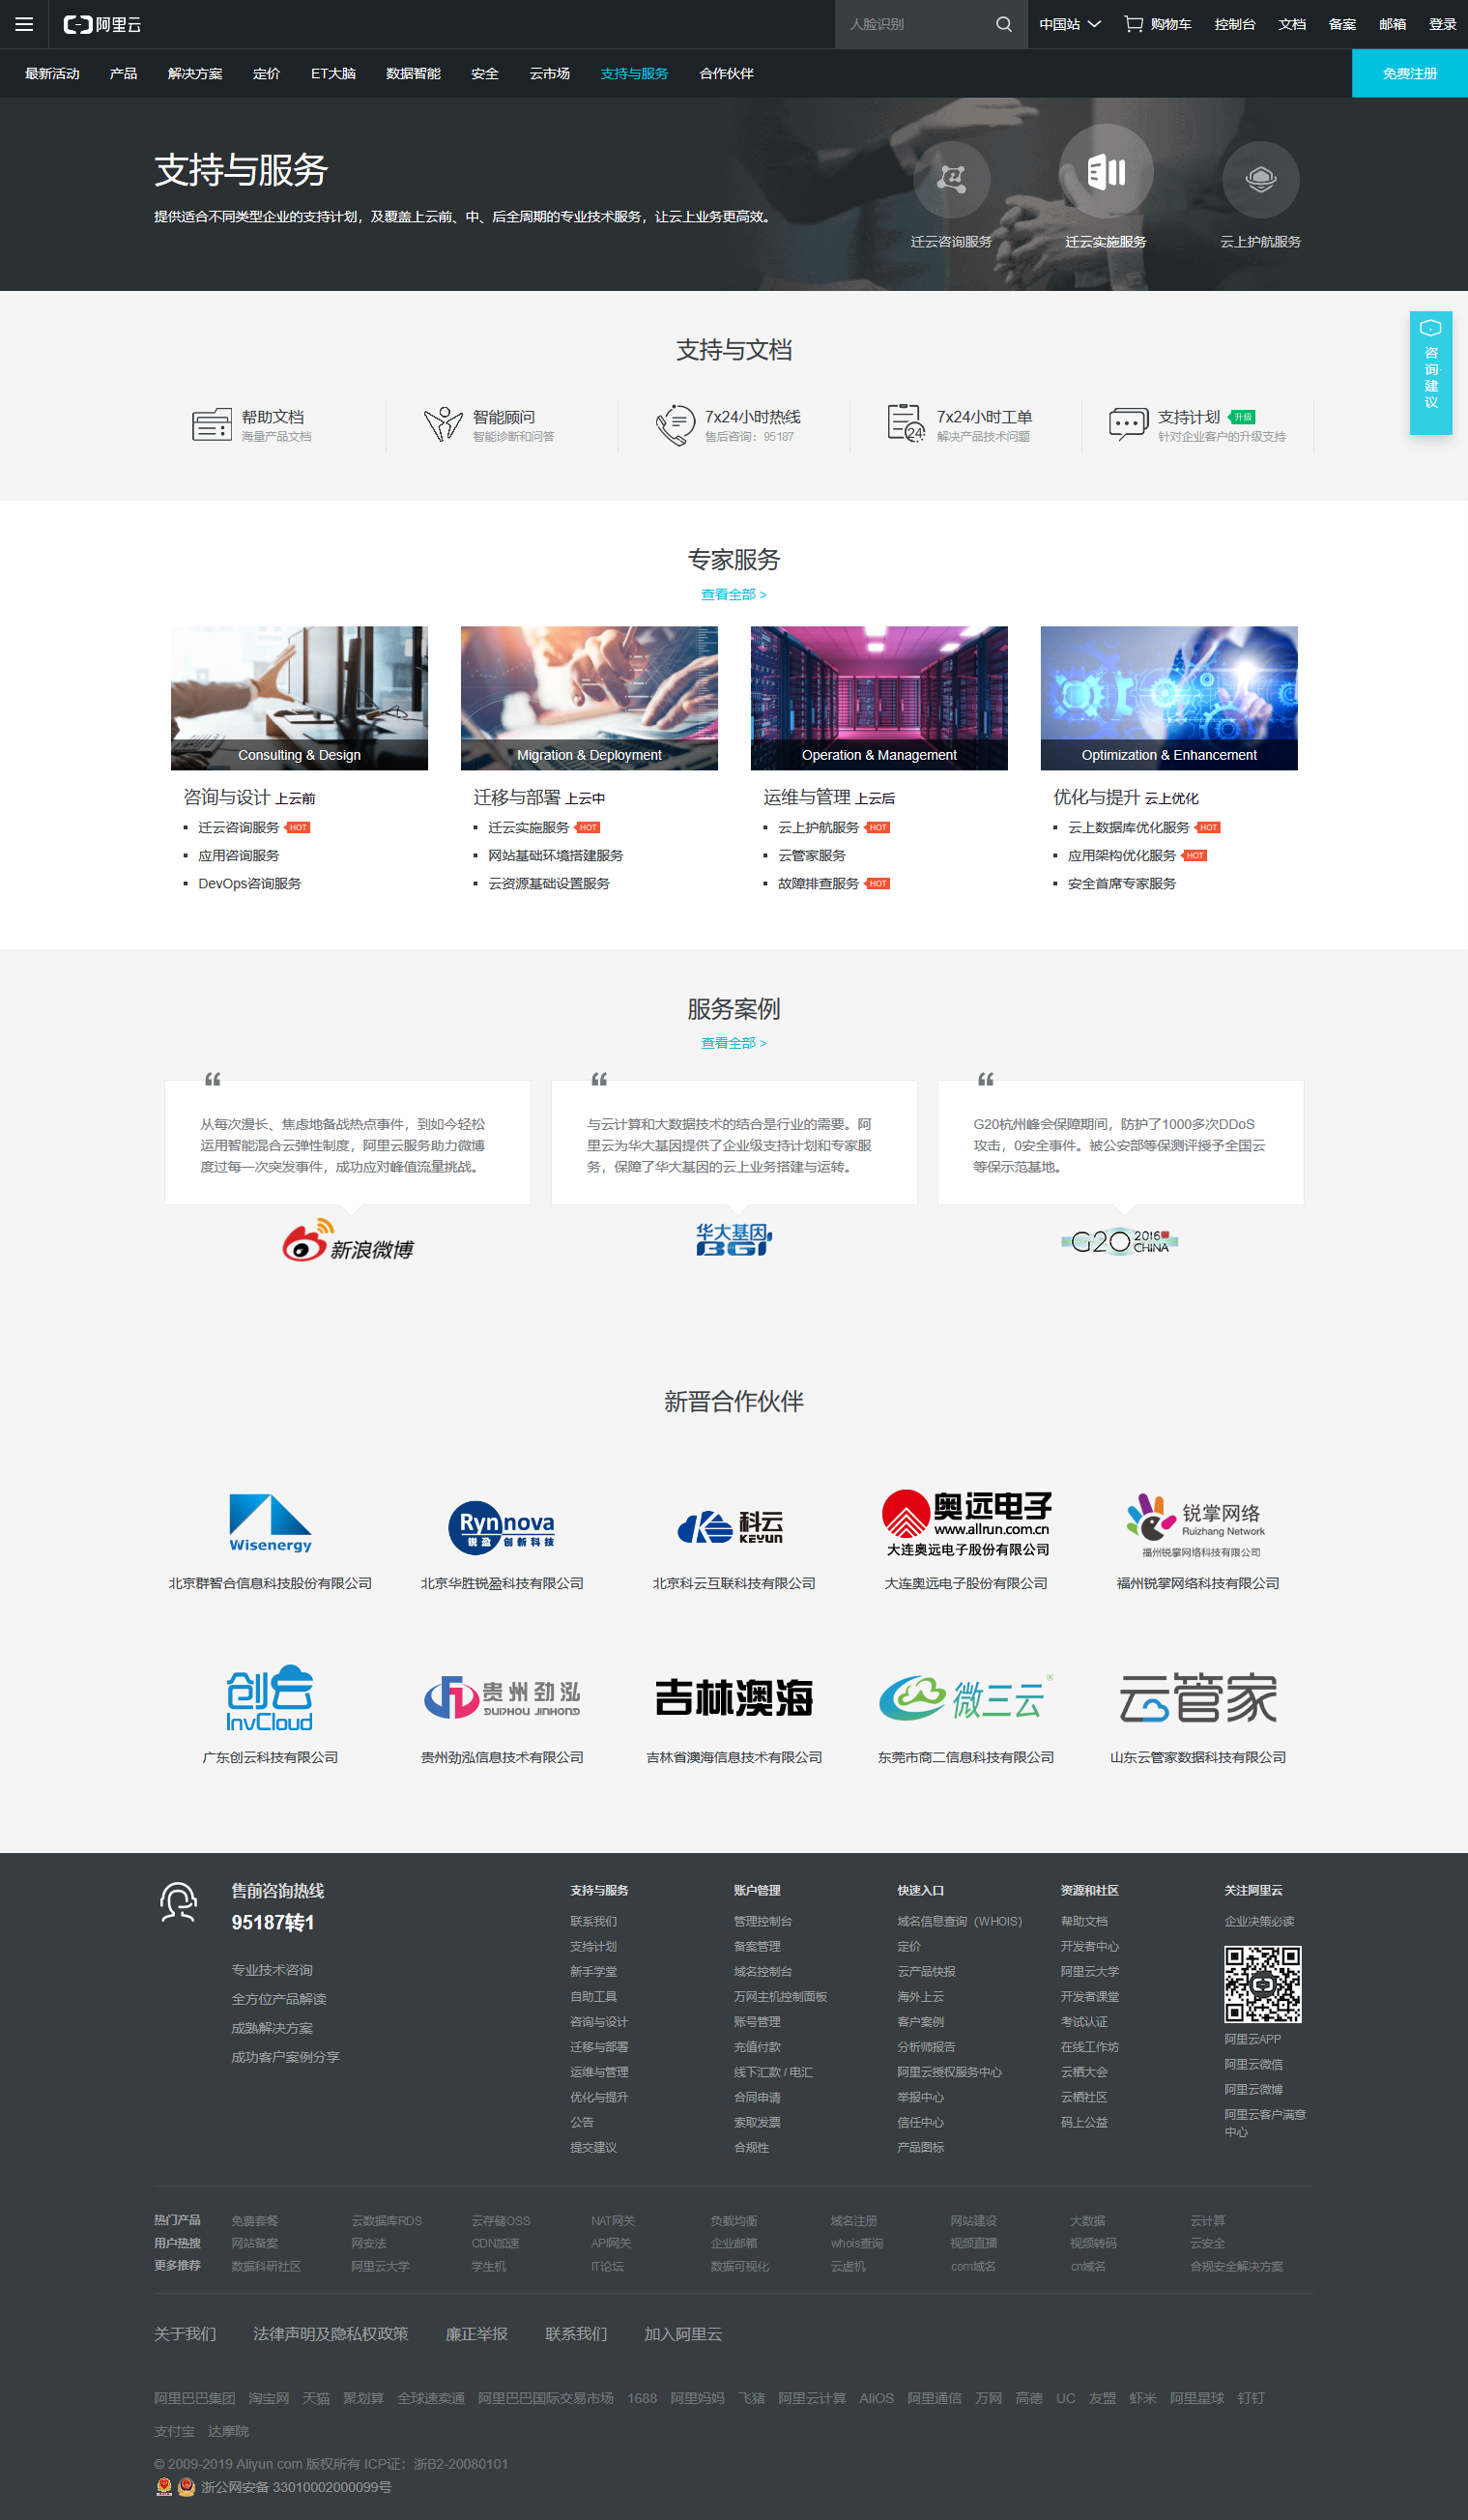 阿里云
人脸识别
中国站
购物车
控制台
文档
备案
邮箱
登录
最新活动
产品
解决方案
定价
ET大脑
数据智能
安全
云市场
支持与服务
合作伙伴
免费注册
支持与服务
提供适合不同类型企业的支持计划，及覆盖上云前、中、后全周期的专业技术服务，让云上业务更高效。
迁云咨询服务
迁云实施服务
云上护航服务
咨询·建议
支持与文档
帮助文档
海量产品文档
智能顾问
智能诊断和问答
7x24小时热线
售后咨询：95187
24
7x24小时工单
解决产品技术问题
支持计划 升级
针对企业客户的升级支持
专家服务
查看全部 >
Consulting & Design
咨询与设计 上云前
迁云咨询服务 HOT
应用咨询服务
DevOps咨询服务
Migration & Deployment
迁移与部署 上云中
迁云实施服务 HOT
网站基础环境搭建服务
云资源基础设置服务
Operation & Management
运维与管理 上云后
云上护航服务 HOT
云管家服务
故障排查服务 HOT
Optimization & Enhancement
优化与提升 云上优化
云上数据库优化服务 HOT
应用架构优化服务 HOT
安全首席专家服务
服务案例
查看全部 >
从每次漫长、焦虑地备战热点事件，到如今轻松
运用智能混合云弹性制度，阿里云服务助力微博
度过每一次突发事件，成功应对峰值流量挑战。
新浪微博
与云计算和大数据技术的结合是行业的需要。阿
里云为华大基因提供了企业级支持计划和专家服
务，保障了华大基因的云上业务搭建与运转。
华大基因
BGI
G20杭州峰会保障期间，防护了1000多次DDoS
攻击，0安全事件。被公安部等保测评授予全国云
等保示范基地。
G20 2016 CHINA
新晋合作伙伴
Wisenergy
北京群智合信息科技股份有限公司
Rynnova
锐盈创新科技
北京华胜锐盈科技有限公司
科云
KEYUN
北京科云互联科技有限公司
奥远电子
www.allrun.com.cn
大连奥远电子股份有限公司
大连奥远电子股份有限公司
锐掌网络
Ruizhang Network
福州锐掌网络科技有限公司
福州锐掌网络科技有限公司
创云
InvCloud
广东创云科技有限公司
贵州劲泓
GUIZHOU JINHONG
贵州劲泓信息技术有限公司
吉林澳海
吉林省澳海信息技术有限公司
微三云 ®
东莞市商二信息科技有限公司
云管家
山东云管家数据科技有限公司
售前咨询热线
95187转1
专业技术咨询
全方位产品解读
成熟解决方案
成功客户案例分享
支持与服务
联系我们
支持计划
新手学堂
自助工具
咨询与设计
迁移与部署
运维与管理
优化与提升
公告
提交建议
账户管理
管理控制台
备案管理
域名控制台
万网主机控制面板
账号管理
充值付款
线下汇款 / 电汇
合同申请
索取发票
合规性
快速入口
域名信息查询（WHOIS）
定价
云产品快报
海外上云
客户案例
分析师报告
阿里云授权服务中心
举报中心
信任中心
产品图标
资源和社区
帮助文档
开发者中心
阿里云大学
开发者课堂
考试认证
在线工作坊
云栖大会
云栖社区
码上公益
关注阿里云
企业决策必读
阿里云APP
阿里云微信
阿里云微博
阿里云客户满意
中心
热门产品 免费套餐 云数据库RDS 云存储OSS NAT网关 负载均衡 域名注册 网站建设 大数据 云计算
用户热搜 网站备案 网安法 CDN加速 API网关 企业邮箱 whois查询 视频直播 视频转码 云安全
更多推荐 数据科研社区 阿里云大学 学生机 IT论坛 数据可视化 云虚机 com域名 cn域名 合规安全解决方案
关于我们 法律声明及隐私权政策 廉正举报 联系我们 加入阿里云
阿里巴巴集团 淘宝网 天猫 聚划算 全球速卖通 阿里巴巴国际交易市场 1688 阿里妈妈 飞猪 阿里云计算 AliOS 阿里通信 万网 高德 UC 友盟 虾米 阿里星球 钉钉
支付宝 达摩院
© 2009-2019 Aliyun.com 版权所有 ICP证：浙B2-20080101
浙公网安备 33010002000099号